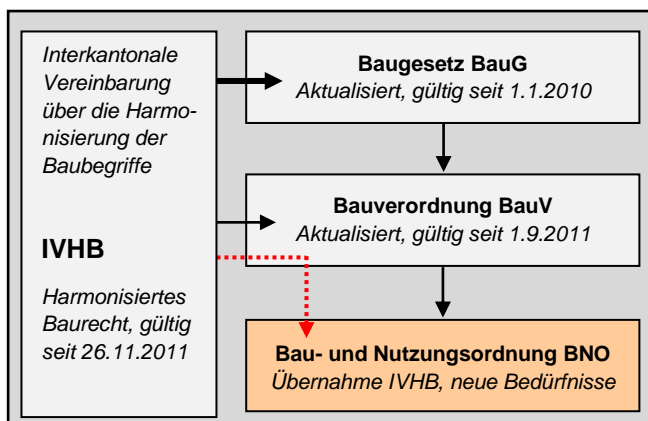 Interkantonale
Vereinbarung
über die Harmo-
nisierung der
Baubegriffe
IVHB
Harmonisiertes
Baurecht, gültig
seit 26.11.2011
Baugesetz BauG
Aktualisiert, gültig seit 1.1.2010
Bauverordnung BauV
Aktualisiert, gültig seit 1.9.2011
Bau- und Nutzungsordnung BNO
Übernahme IVHB, neue Bedürfnisse